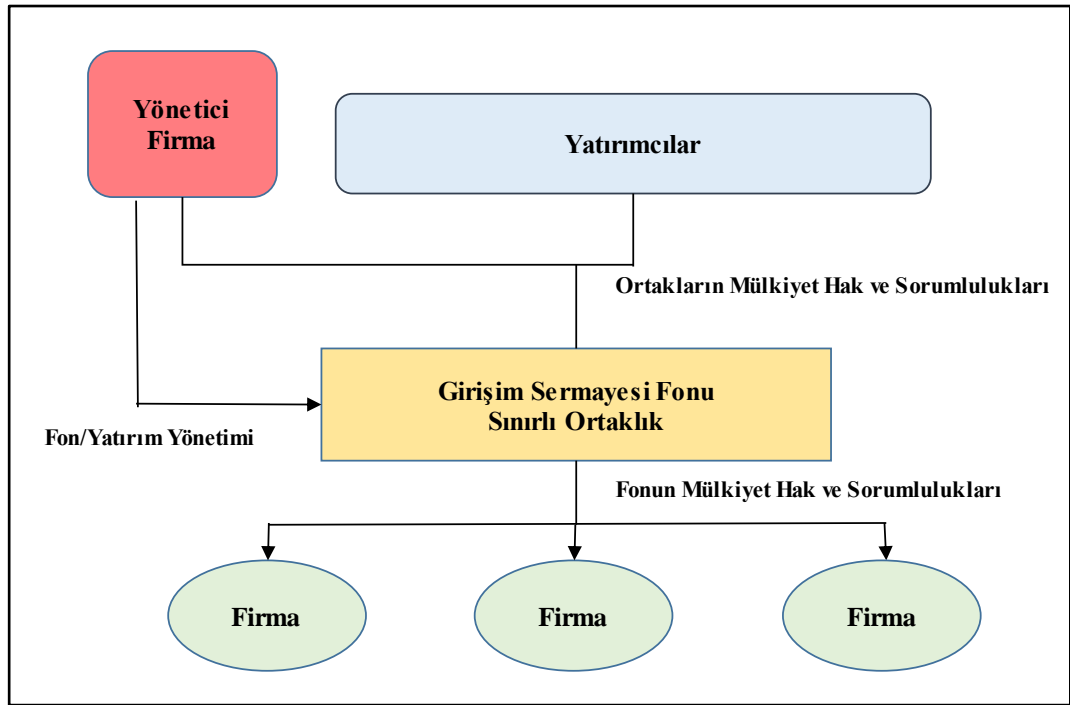 Yönetici
Firma
Yatırımcılar
Ortakların Mülkiyet Hak ve Sorumlulukları
Girişim Sermayesi Fonu
Sınırlı Ortaklık
Fon/Yatırım Yönetimi
Fonun Mülkiyet Hak ve Sorumlulukları
Firma
Firma
Firma